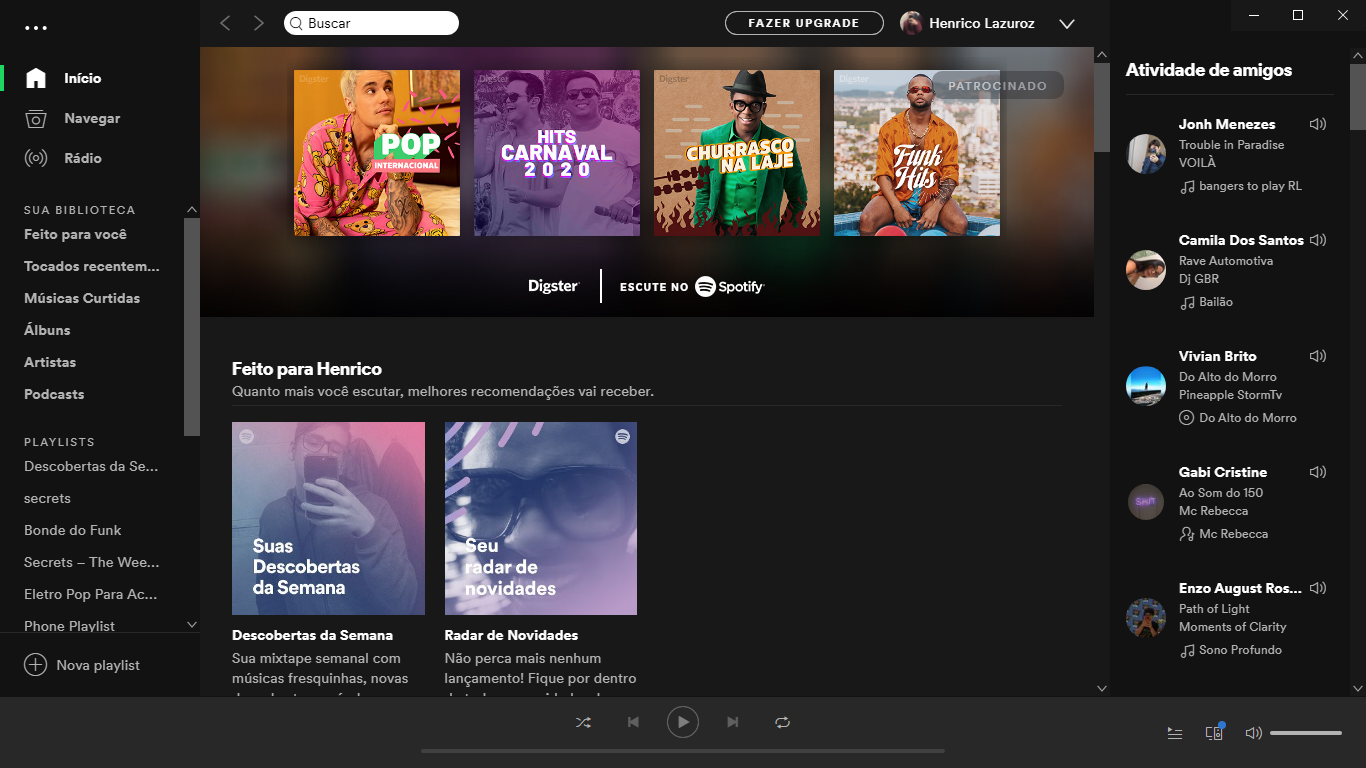 Buscar
FAZER UPGRADE
Henrico Lazuroz
Início
Navegar
Rádio
SUA BIBLIOTECA
Feito para você
Tocados recentem...
Músicas Curtidas
Álbuns
Artistas
Podcasts
PLAYLISTS
Descobertas da Se...
secrets
Bonde do Funk
Secrets – The Wee...
Eletro Pop Para Ac...
Phone Playlist
Nova playlist
Digster
Digster
Digster
Digster
PATROCINADO
POP
INTERNACIONAL
HITS
CARNAVAL
2020
CHURRASCO
NA LAJE
Funk
Hits
Digster
ESCUTE NO Spotify
Feito para Henrico
Quanto mais você escutar, melhores recomendações vai receber.
Suas
Descobertas
da Semana
Seu
radar de
novidades
Descobertas da Semana
Sua mixtape semanal com
músicas fresquinhas, novas
Radar de Novidades
Não perca mais nenhum
lançamento! Fique por dentro
Atividade de amigos
Jonh Menezes
Trouble in Paradise
VOILÀ
bangers to play RL
Camila Dos Santos
Rave Automotiva
Dj GBR
Bailão
Vivian Brito
Do Alto do Morro
Pineapple StormTv
Do Alto do Morro
Gabi Cristine
Ao Som do 150
Mc Rebecca
Mc Rebecca
Enzo August Ros...
Path of Light
Moments of Clarity
Sono Profundo